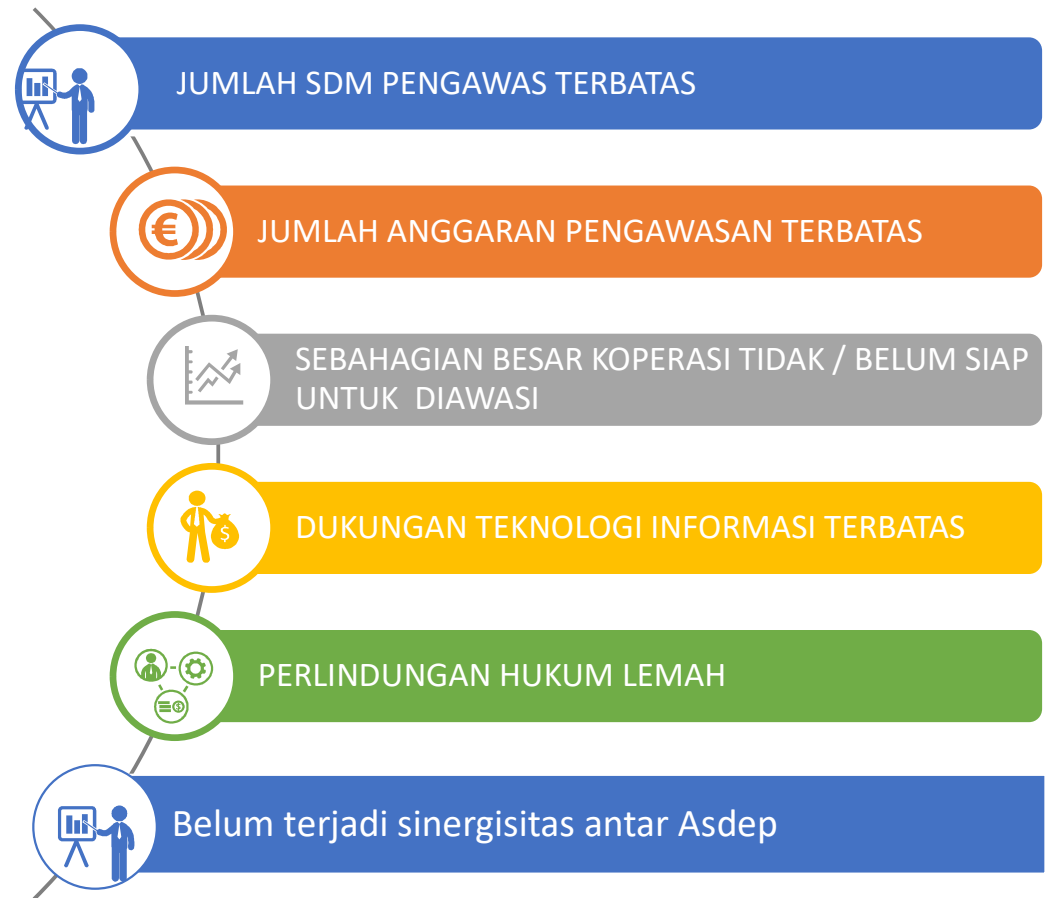 JUMLAH SDM PENGAWAS TERBATAS
JUMLAH ANGGARAN PENGAWASAN TERBATAS
SEBAHAGIAN BESAR KOPERASI TIDAK / BELUM SIAP
UNTUK DIAWASI
DUKUNGAN TEKNOLOGI INFORMASI TERBATAS
PERLINDUNGAN HUKUM LEMAH
Belum terjadi sinergisitas antar Asdep